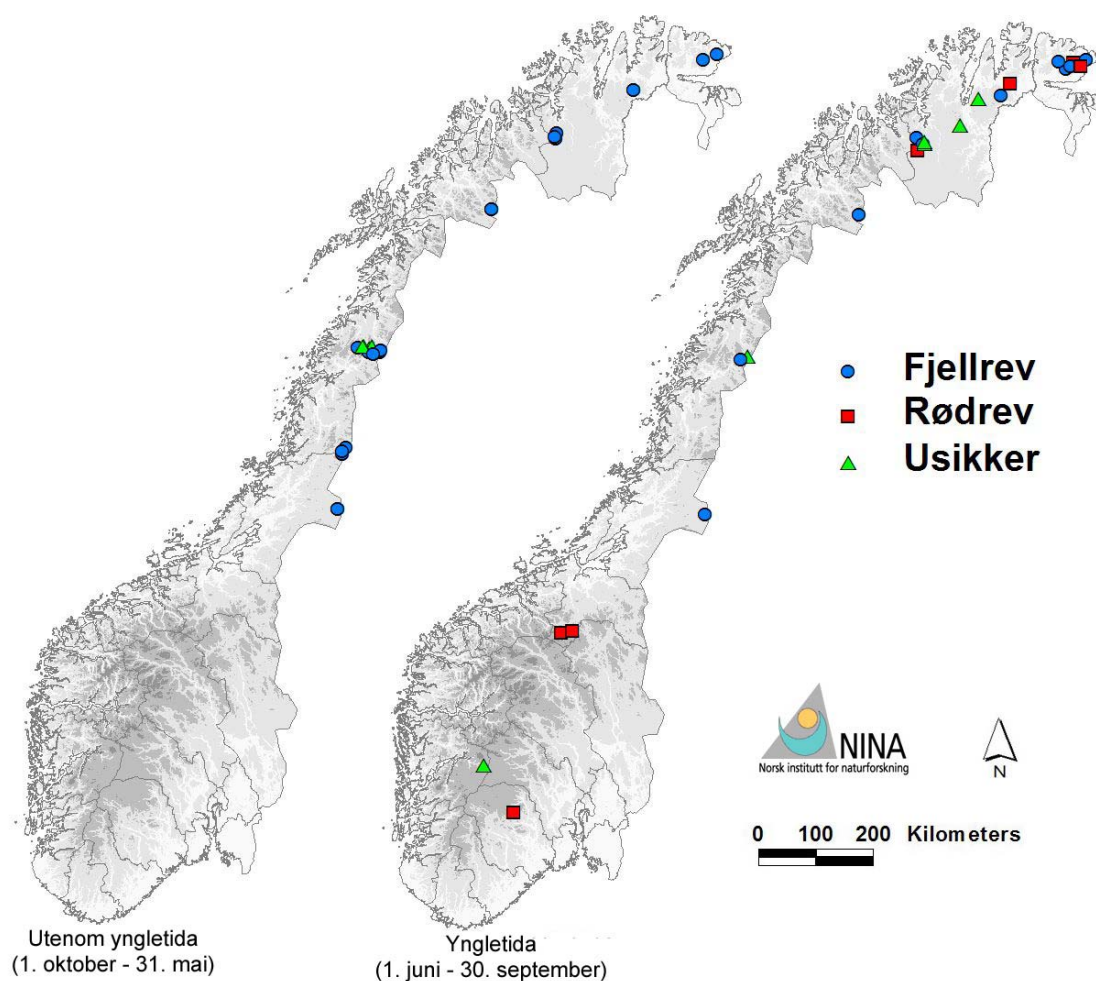 Fjellrev
Rødrev
Usikker
NINA
Norsk institutt for naturforskning
N
0 100 200 Kilometers
Utenom yngletida
(1. oktober - 31. mai)
Yngletida
(1. juni - 30. september)